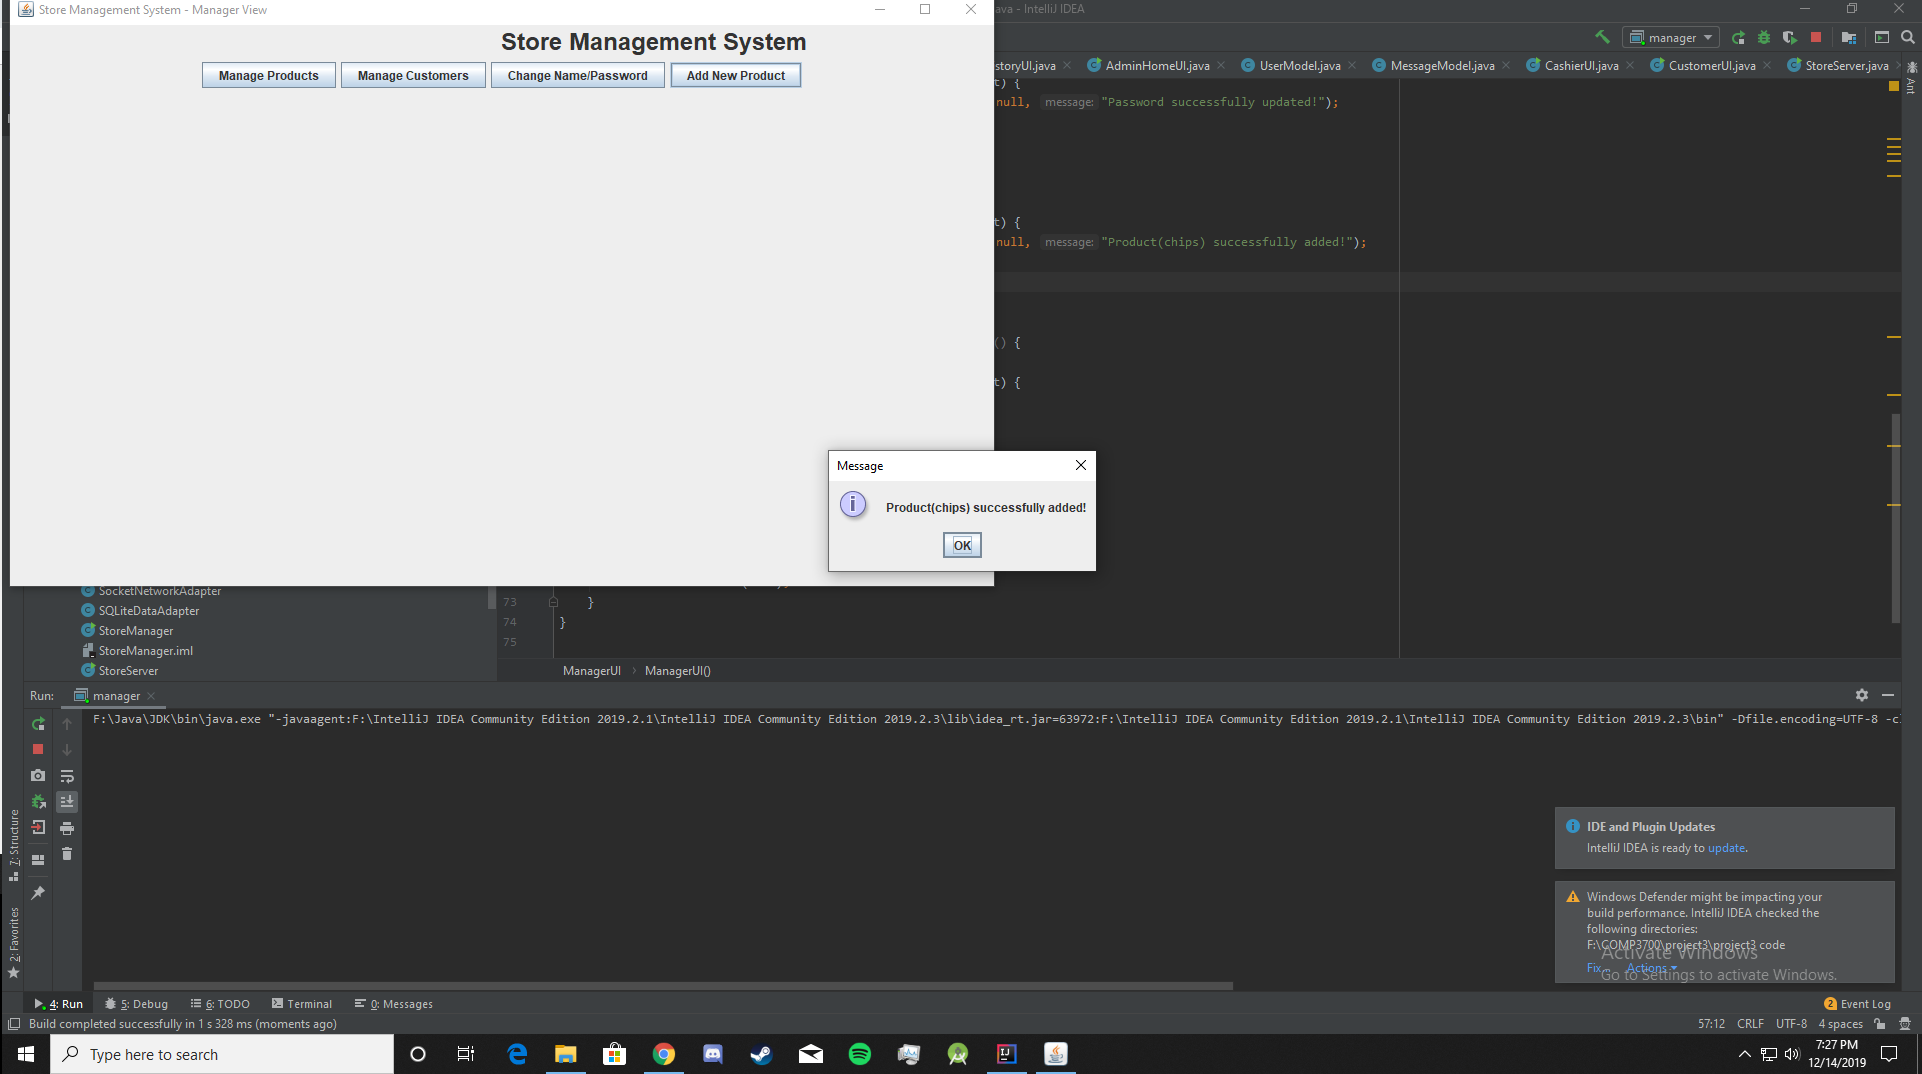 Store Management System - Manager View
ava - IntelliJ IDEA
Store Management System
Manage Products Manage Customers Change Name/Password Add New Product
manager
storyUI.java AdminHomeUI.java UserModel.java MessageModel.java CashierUI.java CustomerUI.java StoreServer.java
Ant
t) {
null, message: "Password successfully updated!");
t) {
null, message: "Product(chips) successfully added!");
() {
t) {
Message
Product(chips) successfully added!
OK
SocketNetworkAdapter
SQLiteDataAdapter
StoreManager
StoreManager.iml
StoreServer
73 }
74 }
75
ManagerUI › ManagerUI()
Run: manager
F:\Java\JDK\bin\java.exe "-javaagent:F:\IntelliJ IDEA Community Edition 2019.2.1\IntelliJ IDEA Community Edition 2019.2.3\lib\idea_rt.jar=63972:F:\IntelliJ IDEA Community Edition 2019.2.1\IntelliJ IDEA Community Edition 2019.2.3\bin" -Dfile.encoding=UTF-8 -cl
7: Structure
2: Favorites
IDE and Plugin Updates
IntelliJ IDEA is ready to update.
Windows Defender might be impacting your
build performance. IntelliJ IDEA checked the
following directories:
F:\COMP3700\project3\project3 code
Fix... Actions
Activate Windows
Go to Settings to activate Windows.
4: Run 5: Debug 6: TODO Terminal 0: Messages
2 Event Log
Build completed successfully in 1 s 328 ms (moments ago)
57:12 CRLF UTF-8 4 spaces
Type here to search
7:27 PM
12/14/2019